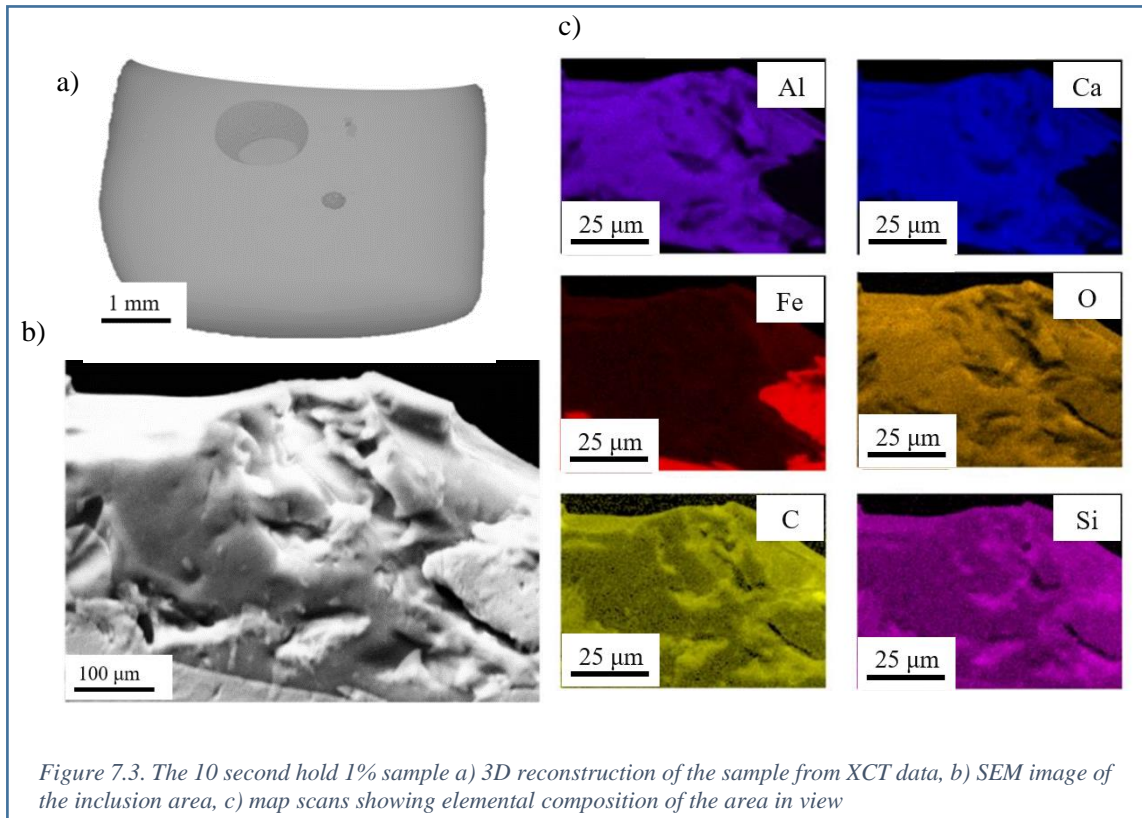 c)
a)
Al
Ca
25 μm
25 μm
1 mm
b)
Fe
O
25 μm
25 μm
C
Si
100 μm
25 μm
25 μm
Figure 7.3. The 10 second hold 1% sample a) 3D reconstruction of the sample from XCT data, b) SEM image of
the inclusion area, c) map scans showing elemental composition of the area in view